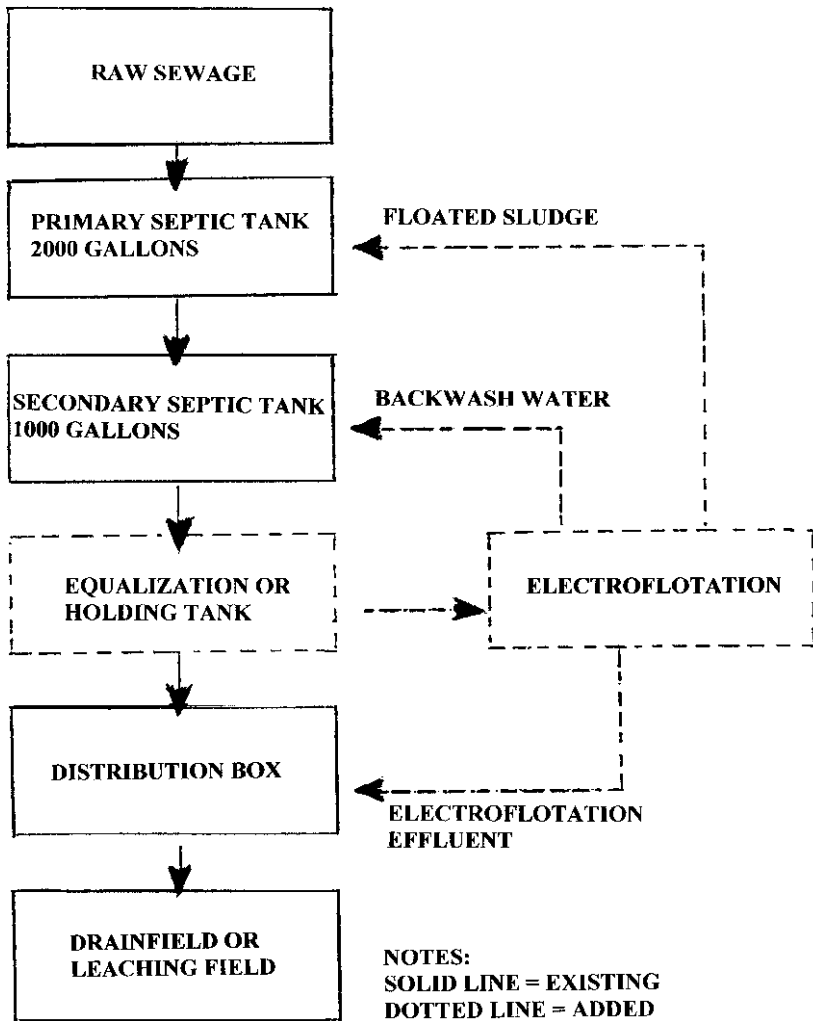 RAW SEWAGE
PRIMARY SEPTIC TANK
2000 GALLONS
FLOATED SLUDGE
SECONDARY SEPTIC TANK
1000 GALLONS
BACKWASH WATER
EQUALIZATION OR
HOLDING TANK
ELECTROFLOTATION
DISTRIBUTION BOX
ELECTROFLOTATION
EFFLUENT
DRAINFIELD OR
LEACHING FIELD
NOTES:
SOLID LINE = EXISTING
DOTTED LINE = ADDED